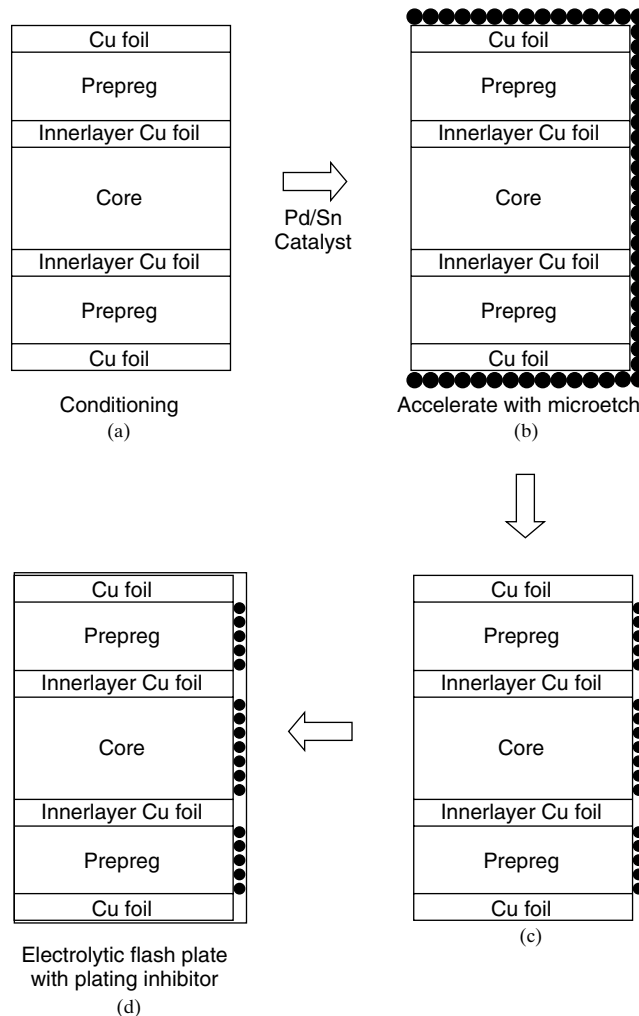 Cu foil
Prepreg
Innerlayer Cu foil
Core
Innerlayer Cu foil
Prepreg
Cu foil
Conditioning
(a)
Pd/Sn
Catalyst
Cu foil
Prepreg
Innerlayer Cu foil
Core
Innerlayer Cu foil
Prepreg
Cu foil
Accelerate with microetch
(b)
Cu foil
Prepreg
Innerlayer Cu foil
Core
Innerlayer Cu foil
Prepreg
Cu foil
(c)
Cu foil
Prepreg
Innerlayer Cu foil
Core
Innerlayer Cu foil
Prepreg
Cu foil
Electrolytic flash plate
with plating inhibitor
(d)